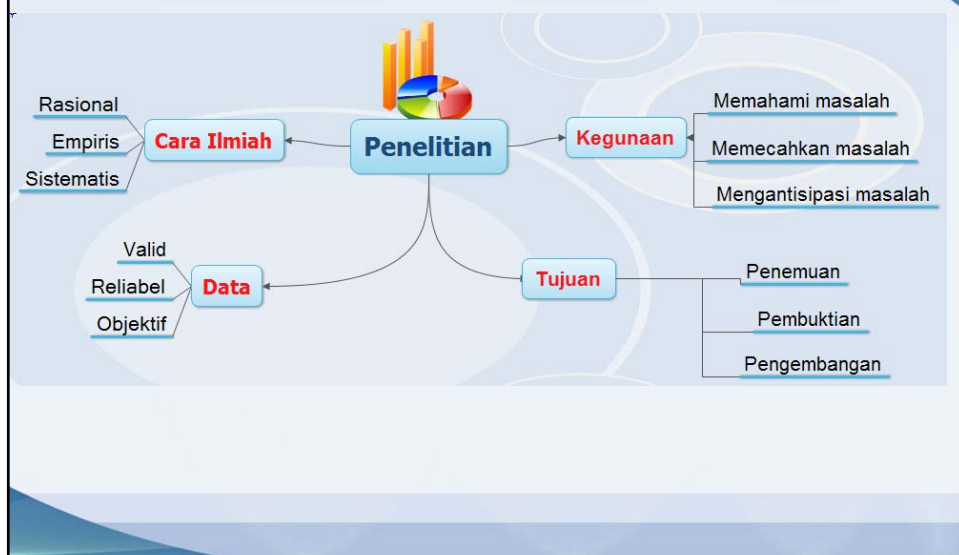 Penelitian
Cara Ilmiah
Rasional
Empiris
Sistematis
Data
Valid
Reliabel
Objektif
Kegunaan
Memahami masalah
Memecahkan masalah
Mengantisipasi masalah
Tujuan
Penemuan
Pembuktian
Pengembangan